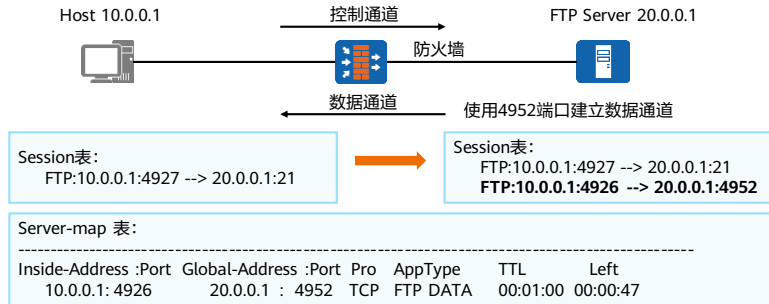 Host 10.0.0.1
控制通道
FTP Server 20.0.0.1
防火墙
数据通道
使用4952端口建立数据通道
Session表：
FTP:10.0.0.1:4927 --> 20.0.0.1:21
Session表：
FTP:10.0.0.1:4927 --> 20.0.0.1:21
FTP:10.0.0.1:4926 --> 20.0.0.1:4952
Server-map 表：
-----------------------------------------------------------------------------------------------
Inside-Address :Port Global-Address :Port Pro AppType TTL Left
10.0.0.1: 4926 20.0.0.1 : 4952 TCP FTP DATA 00:01:00 00:00:47